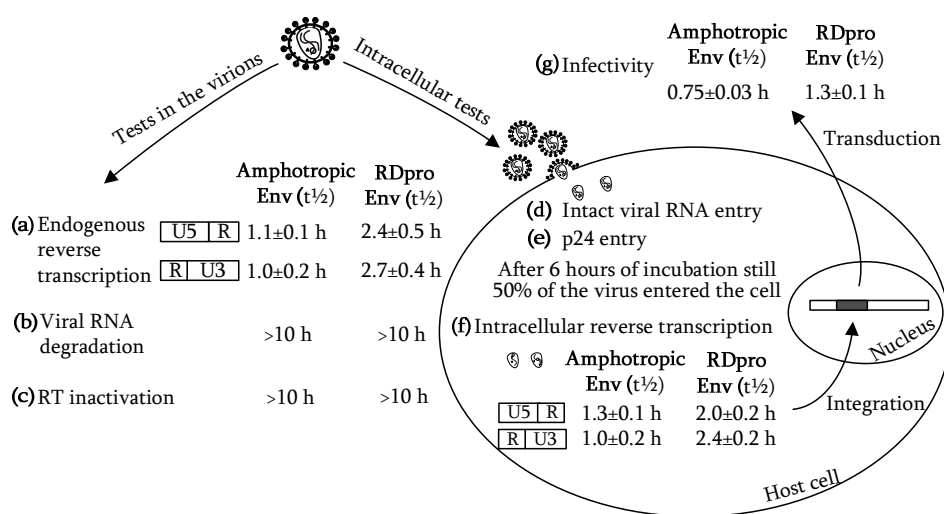 Tests in the virions
Intracellular tests
(g) Infectivity
Amphotropic Env (t½)
RDpro Env (t½)
0.75±0.03 h 1.3±0.1 h
Transduction
Amphotropic Env (t½)
RDpro Env (t½)
(a) Endogenous reverse transcription
U5 R 1.1±0.1 h 2.4±0.5 h
R U3 1.0±0.2 h 2.7±0.4 h
(b) Viral RNA degradation
>10 h >10 h
(c) RT inactivation >10 h >10 h
(d) Intact viral RNA entry
(e) p24 entry
After 6 hours of incubation still
50% of the virus entered the cell
(f) Intracellular reverse transcription
Amphotropic Env (t½)
RDpro Env (t½)
U5 R 1.3±0.1 h 2.0±0.2 h
R U3 1.0±0.2 h 2.4±0.2 h
Nucleus
Integration
Host cell